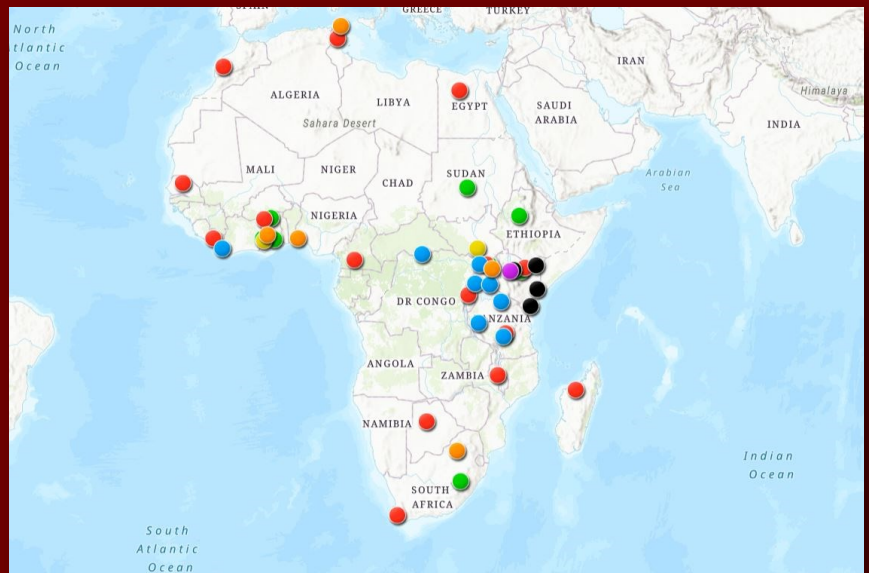 GREECE
TURKEY
North
Atlantic
Ocean
IRAN
Himalaya
ALGERIA
LIBYA
EGYPT
SAUDI
ARABIA
INDIA
Sahara Desert
MALI
NIGER
CHAD
SUDAN
Arabian
Sea
NIGERIA
ETHIOPIA
DR CONGO
NZANIA
ANGOLA
ZAMBIA
NAMIBIA
Indian
Ocean
SOUTH
AFRICA
South
Atlantic
Ocean